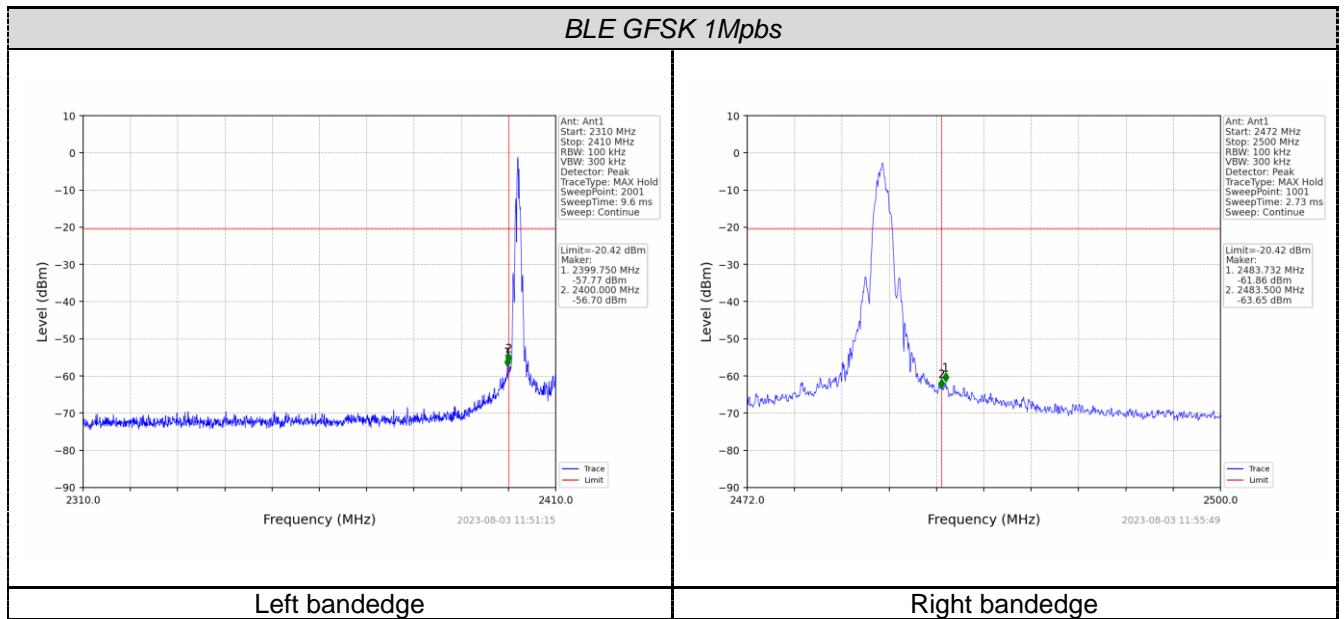 BLE GFSK 1Mpbs
10
0
−10
−20
−30
−40
−50
−60
−70
−80
−90
Level (dBm)
2310.0
2410.0
Frequency (MHz)
2023-08-03 11:51:15
2
Ant: Ant1
Start: 2310 MHz
Stop: 2410 MHz
RBW: 100 kHz
VBW: 300 kHz
Detector: Peak
TraceType: MAX Hold
SweepPoint: 2001
SweepTime: 9.6 ms
Sweep: Continue
Limit=-20.42 dBm
Maker:
1. 2399.750 MHz
-57.77 dBm
2. 2400.000 MHz
-56.70 dBm
Trace
Limit
Left bandedge
10
0
−10
−20
−30
−40
−50
−60
−70
−80
−90
Level (dBm)
2472.0
2500.0
Frequency (MHz)
2023-08-03 11:55:49
1
2
Ant: Ant1
Start: 2472 MHz
Stop: 2500 MHz
RBW: 100 kHz
VBW: 300 kHz
Detector: Peak
TraceType: MAX Hold
SweepPoint: 1001
SweepTime: 2.73 ms
Sweep: Continue
Limit=-20.42 dBm
Maker:
1. 2483.732 MHz
-61.86 dBm
2. 2483.500 MHz
-63.65 dBm
Trace
Limit
Right bandedge